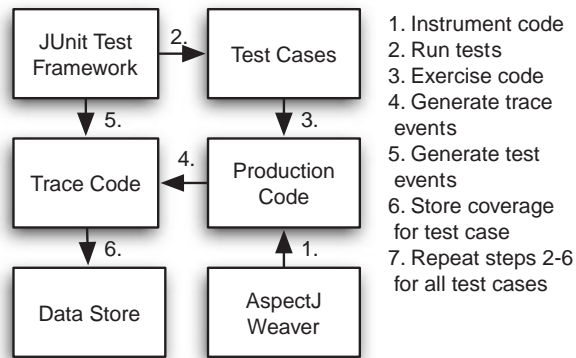 JUnit Test
Framework
2.
Test Cases
5.
3.
Trace Code
4.
Production
Code
6.
1.
Data Store
AspectJ
Weaver
1. Instrument code
2. Run tests
3. Exercise code
4. Generate trace
events
5. Generate test
events
6. Store coverage
for test case
7. Repeat steps 2-6
for all test cases